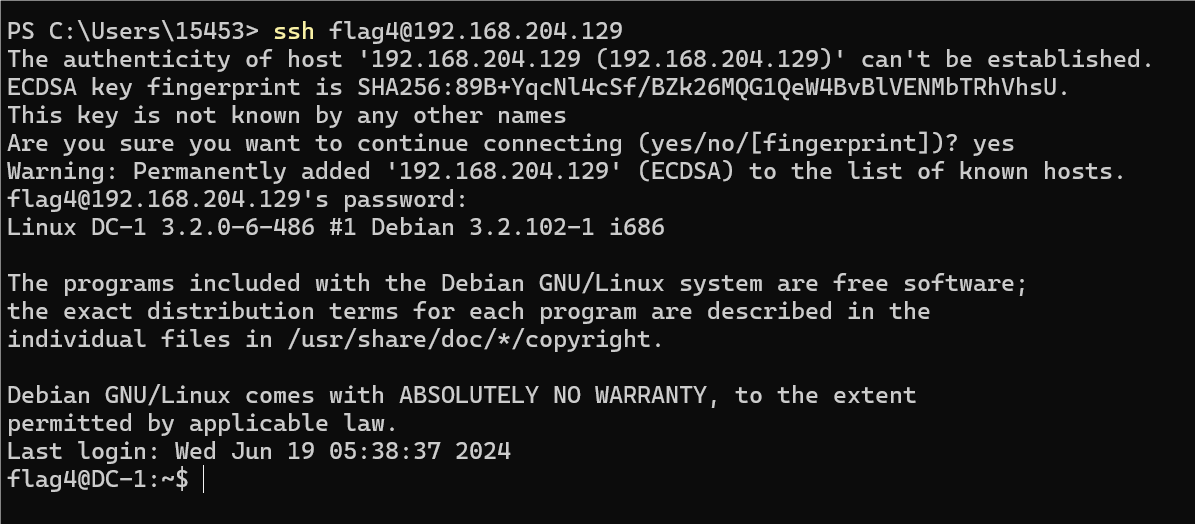 PS C:\Users\15453> ssh flag4@192.168.204.129
The authenticity of host '192.168.204.129 (192.168.204.129)' can't be established.
ECDSA key fingerprint is SHA256:89B+YqcNl4cSf/BZk26MQG1QeW4BvBlVENMbTRhVhsU.
This key is not known by any other names
Are you sure you want to continue connecting (yes/no/[fingerprint])? yes
Warning: Permanently added '192.168.204.129' (ECDSA) to the list of known hosts.
flag4@192.168.204.129's password:
Linux DC-1 3.2.0-6-486 #1 Debian 3.2.102-1 i686
The programs included with the Debian GNU/Linux system are free software;
the exact distribution terms for each program are described in the
individual files in /usr/share/doc/*/copyright.
Debian GNU/Linux comes with ABSOLUTELY NO WARRANTY, to the extent
permitted by applicable law.
Last login: Wed Jun 19 05:38:37 2024
flag4@DC-1:~$